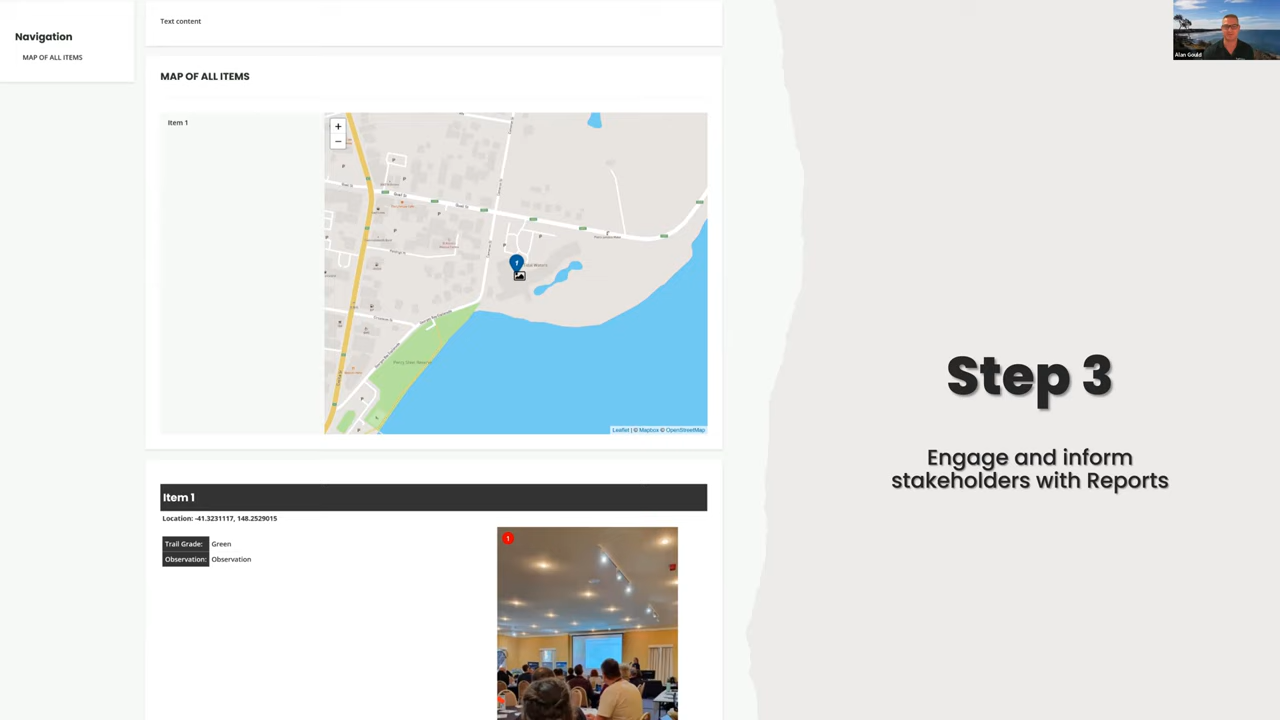 Navigation
MAP OF ALL ITEMS
Text content
MAP OF ALL ITEMS
Item 1
+
−
Leaflet | © Mapbox © OpenStreetMap
Item 1
Location: -41.3231117, 148.2529015
Trail Grade: Green
Observation: Observation
1
Step 3
Engage and inform
stakeholders with Reports
Alan Gould